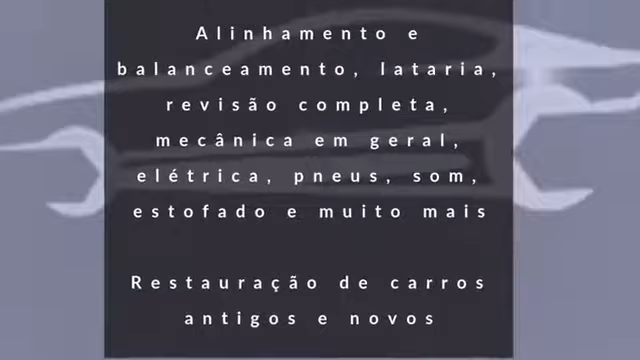 Alinhamento e
balanceamento, lataria,
revisão completa,
mecânica em geral,
elétrica, pneus, som,
estofado e muito mais
Restauração de carros
antigos e novos